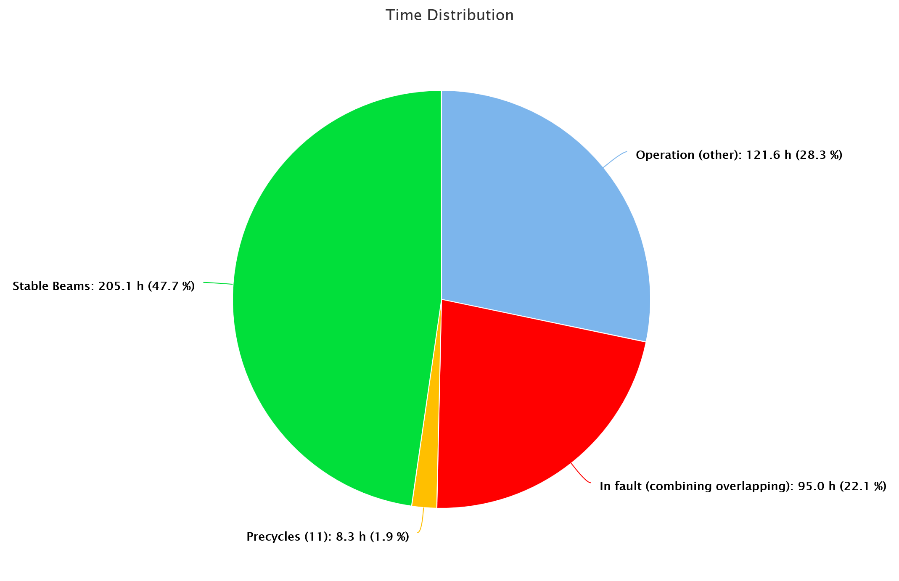 Time Distribution
Operation (other): 121.6 h (28.3 %)
Stable Beams: 205.1 h (47.7 %)
In fault (combining overlapping): 95.0 h (22.1 %)
Precycles (11): 8.3 h (1.9 %)